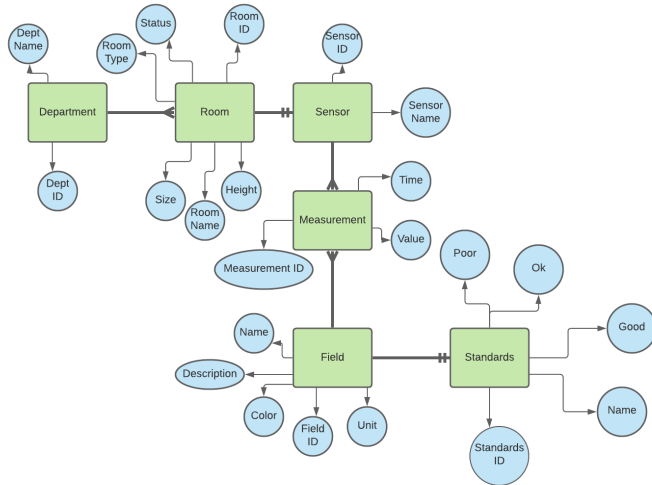 Dept
Name
Status
Room
ID
Room
Type
Sensor
ID
Department
Room
Sensor
Sensor
Name
Dept
ID
Size
Room
Name
Height
Time
Measurement
Value
Measurement ID
Poor
Ok
Name
Good
Field
Standards
Description
Color
Field
ID
Unit
Name
Standards
ID